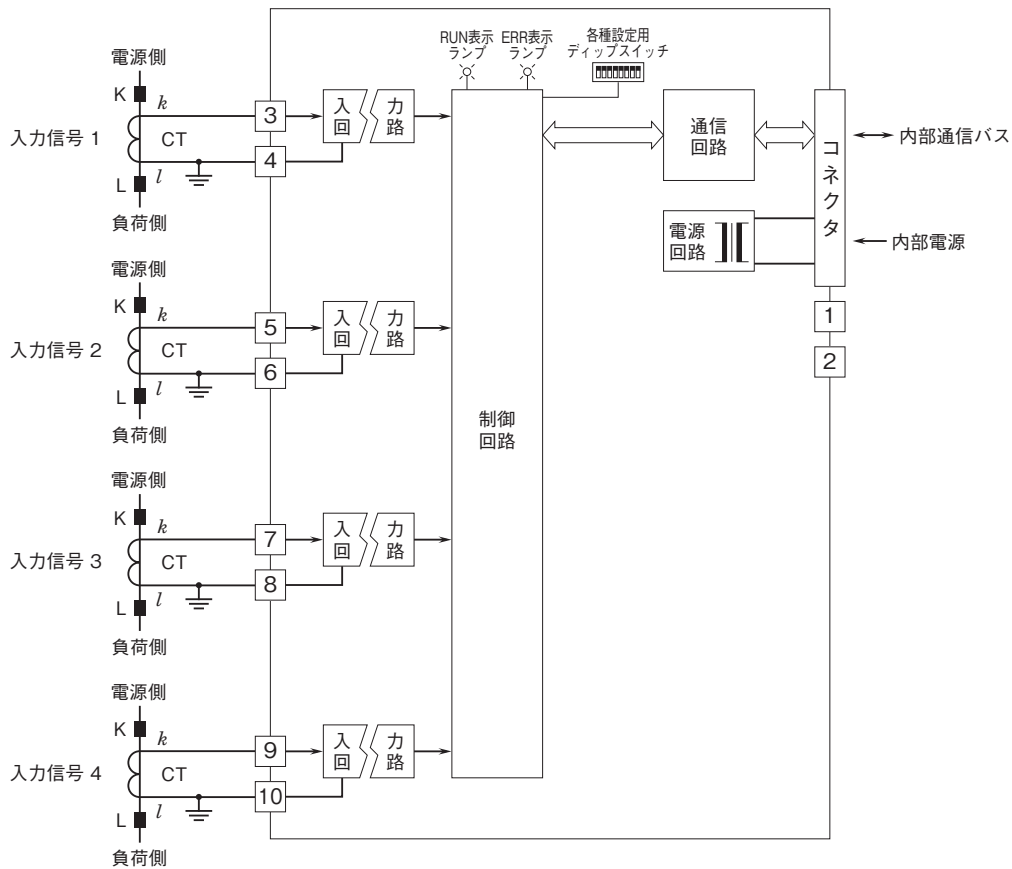 RUN表示
ランプ
ERR表示
ランプ
各種設定用
ディップスイッチ
電源側
K
k
入力信号 1
CT
L
l
負荷側
3
4
入 力
回 路
通信
回路
コネクタ
内部通信バス
電源
回路
内部電源
1
2
電源側
K
k
入力信号 2
CT
L
l
負荷側
5
6
入 力
回 路
制御
回路
電源側
K
k
入力信号 3
CT
L
l
負荷側
7
8
入 力
回 路
電源側
K
k
入力信号 4
CT
L
l
負荷側
9
10
入 力
回 路